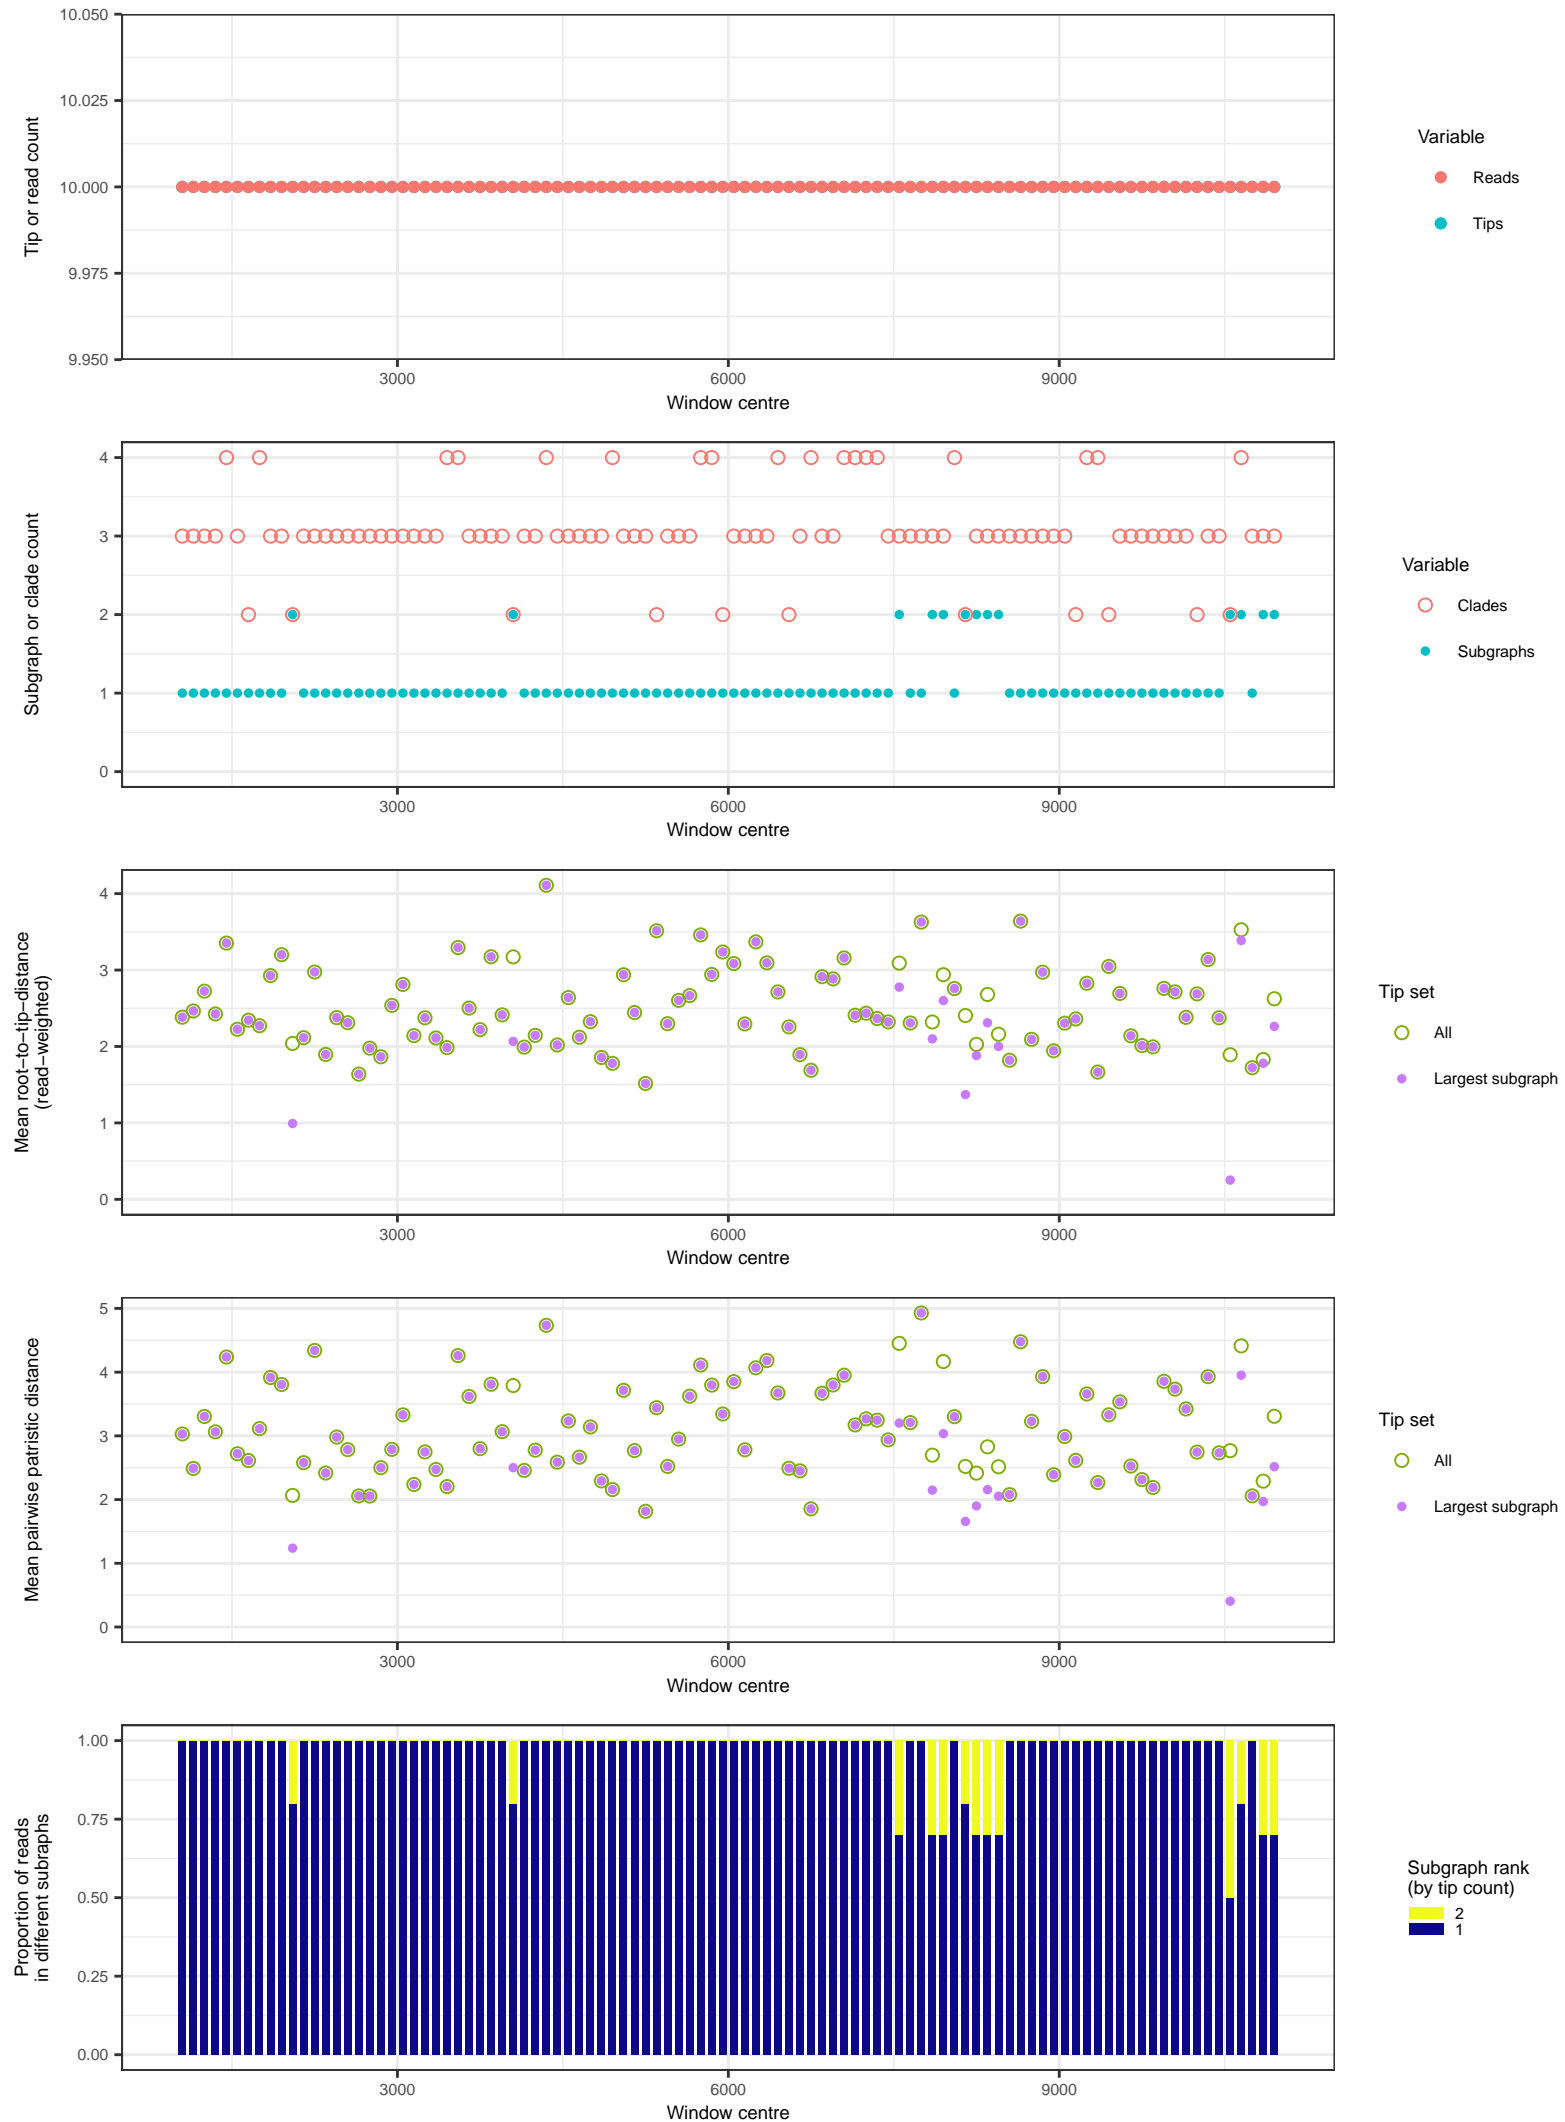 10.050
10.025
10.000
9.975
9.950
Tip or read count
3000
6000
9000
Window centre
Variable
Reads
Tips
4
3
2
1
0
Subgraph or clade count
3000
6000
9000
Window centre
Variable
Clades
Subgraphs
4
3
2
1
0
Mean root−to−tip−distance
(read−weighted)
3000
6000
9000
Window centre
Tip set
All
Largest subgraph
5
4
3
2
1
0
Mean pairwise patristic distance
3000
6000
9000
Window centre
Tip set
All
Largest subgraph
1.00
0.75
0.50
0.25
0.00
Proportion of reads
in different subraphs
3000
6000
9000
Window centre
Subgraph rank
(by tip count)
2
1